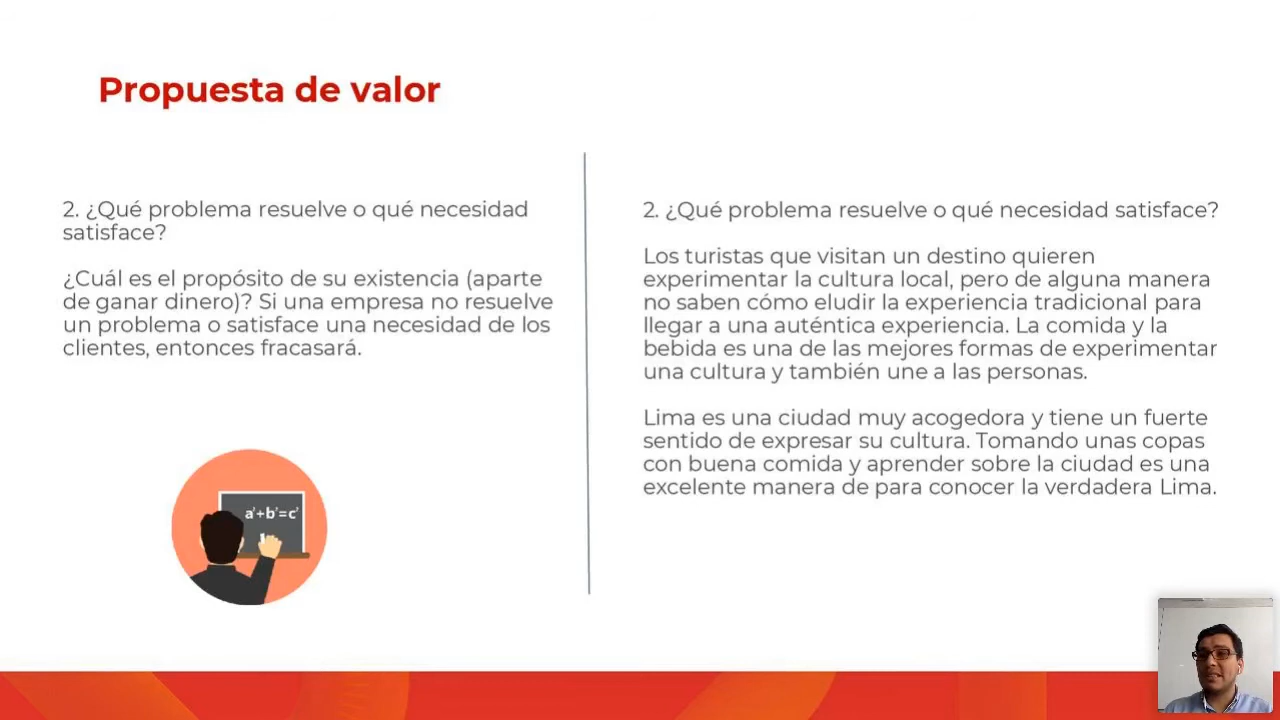 Propuesta de valor
2. ¿Qué problema resuelve o qué necesidad
satisface?
¿Cuál es el propósito de su existencia (aparte
de ganar dinero)? Si una empresa no resuelve
un problema o satisface una necesidad de los
clientes, entonces fracasará.
a²+b²=c²
2. ¿Qué problema resuelve o qué necesidad satisface?
Los turistas que visitan un destino quieren
experimentar la cultura local, pero de alguna manera
no saben cómo eludir la experiencia tradicional para
llegar a una auténtica experiencia. La comida y la
bebida es una de las mejores formas de experimentar
una cultura y también une a las personas.
Lima es una ciudad muy acogedora y tiene un fuerte
sentido de expresar su cultura. Tomando unas copas
con buena comida y aprender sobre la ciudad es una
excelente manera de para conocer la verdadera Lima.